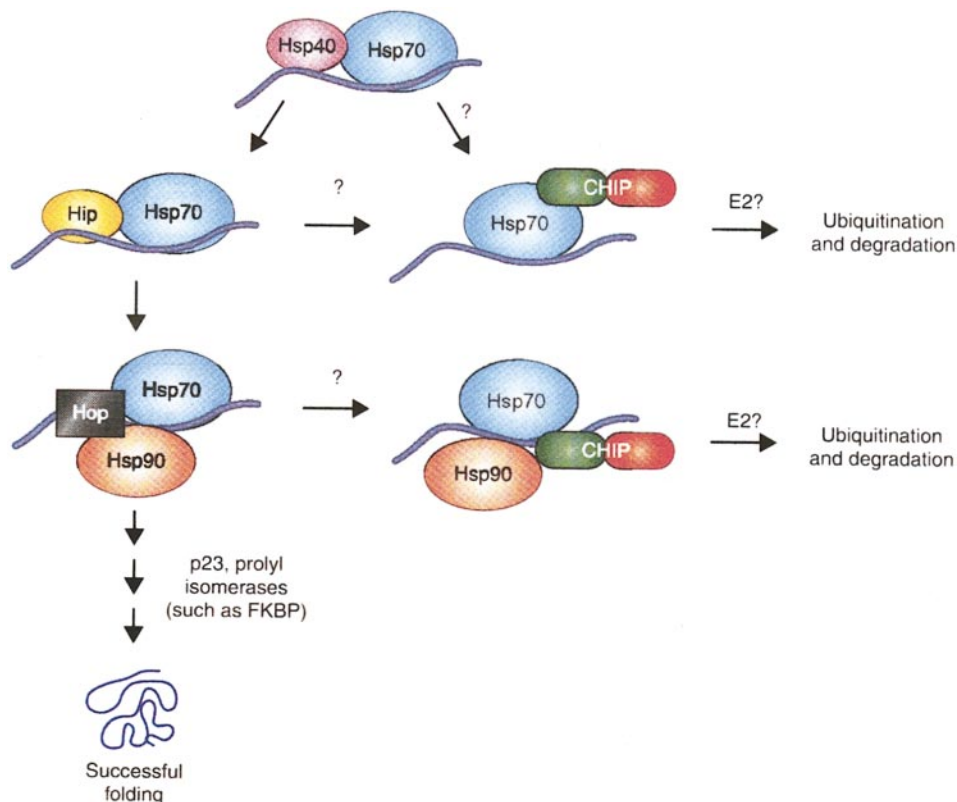 Hsp40
Hsp70
?
Hip
Hsp70
?
Hsp70
CHIP
E2?
Ubiquitination
and degradation
Hop
Hsp70
Hsp90
?
Hsp70
Hsp90
CHIP
E2?
Ubiquitination
and degradation
p23, prolyl
isomerases
(such as FKBP)
Successful
folding